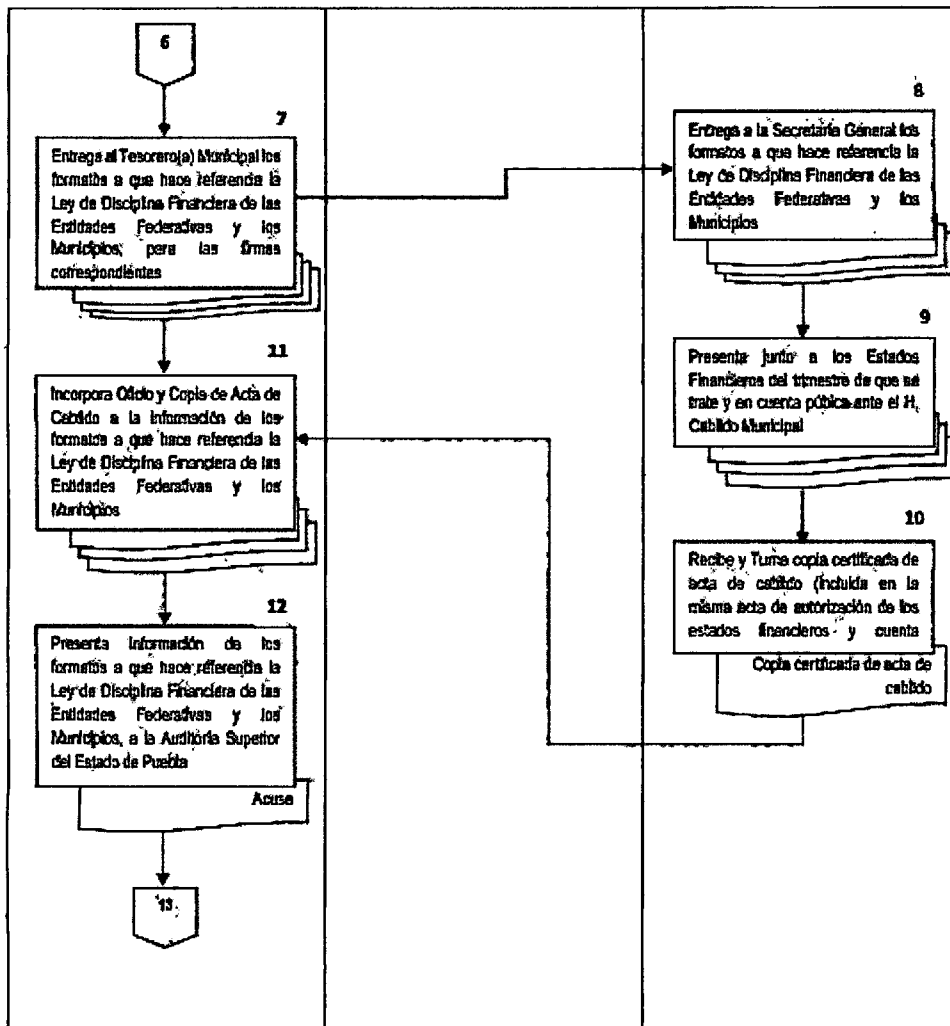 6
7
Entrega al Tesorero(a) Municipal los
formatos a que hace referencia la
Ley de Disciplina Financiera de las
Entidades Federativas y los
Municipios, para las firmas
correspondientes
8
Entrega a la Secretaría General los
formatos a que hace referencia la
Ley de Disciplina Financiera de las
Entidades Federativas y los
Municipios
9
Presenta junto a los Estados
Financieros del trimestre de que se
trate y en cuenta pública ante el H.
Cabildo Municipal
10
Recibe y Turna copia certificada de
acta de cabildo (incluida en la
misma acta de autorización de los
estados financieros y cuenta
Copia certificada de acta de
cabildo
11
Incorpora Oficio y Copia de Acta de
Cabildo a la información de los
formatos a que hace referencia la
Ley de Disciplina Financiera de las
Entidades Federativas y los
Municipios
12
Presenta información de los
formatos a que hace referencia la
Ley de Disciplina Financiera de las
Entidades Federativas y los
Municipios, a la Auditoría Superior
del Estado de Puebla
Acuse
13